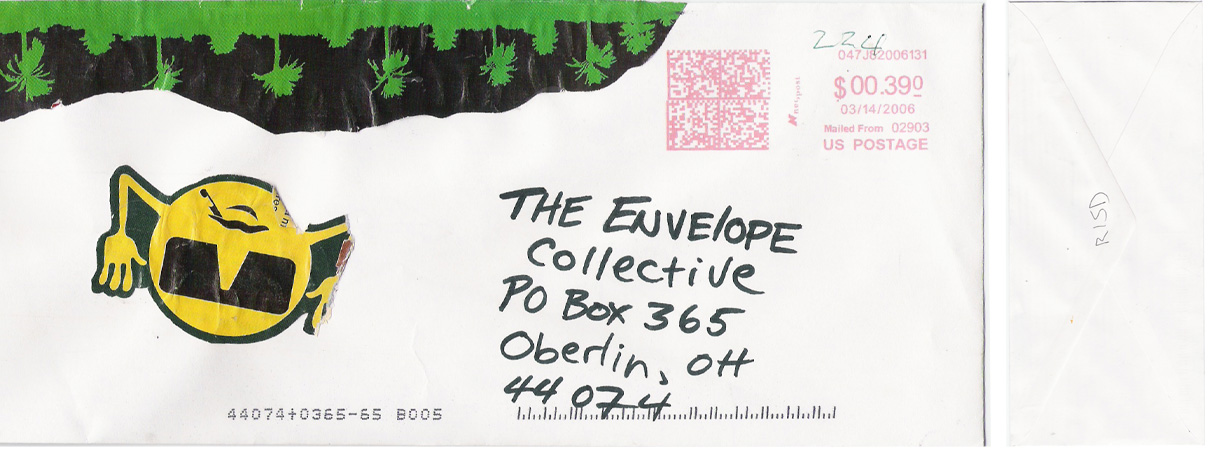 224
047J82006131
$00.390
03/14/2006
Mailed From 02903
US POSTAGE
neopost
THE ENVELOPE
Collective
PO Box 365
Oberlin, OH
44074
44074+0365-65 B005
RISD